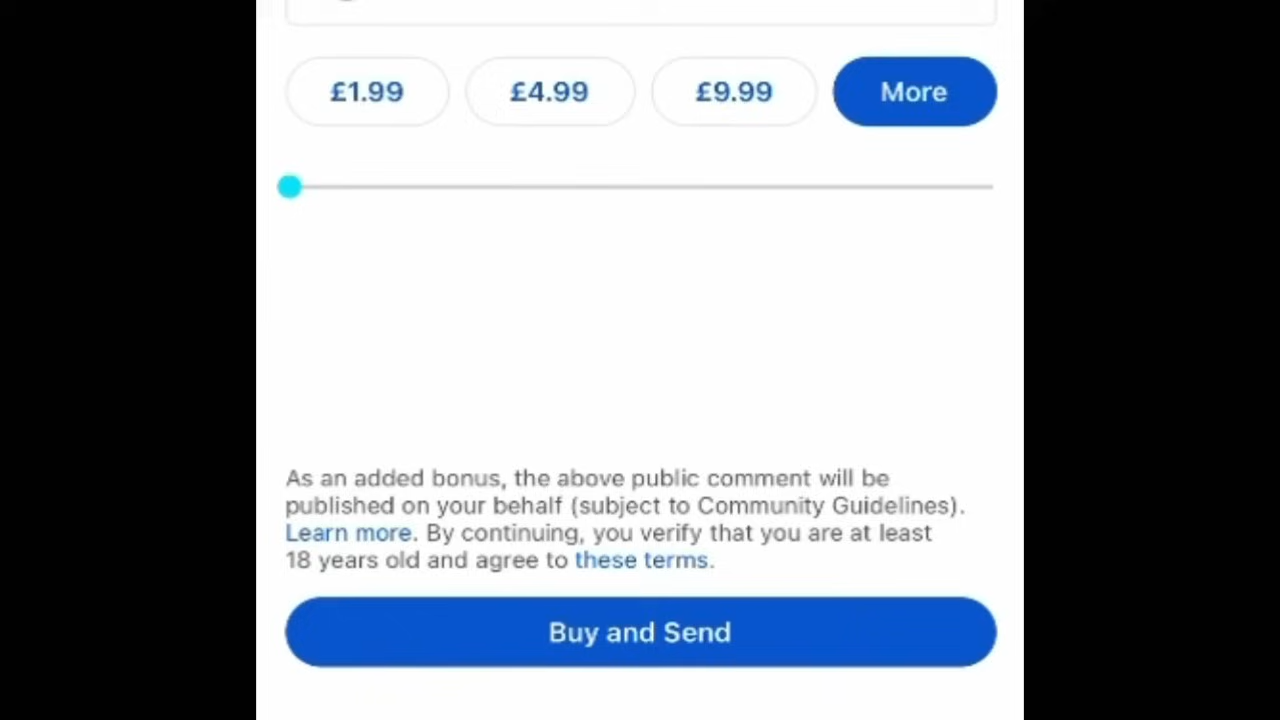 £1.99 £4.99 £9.99 More
As an added bonus, the above public comment will be
published on your behalf (subject to Community Guidelines).
Learn more. By continuing, you verify that you are at least
18 years old and agree to these terms.
Buy and Send